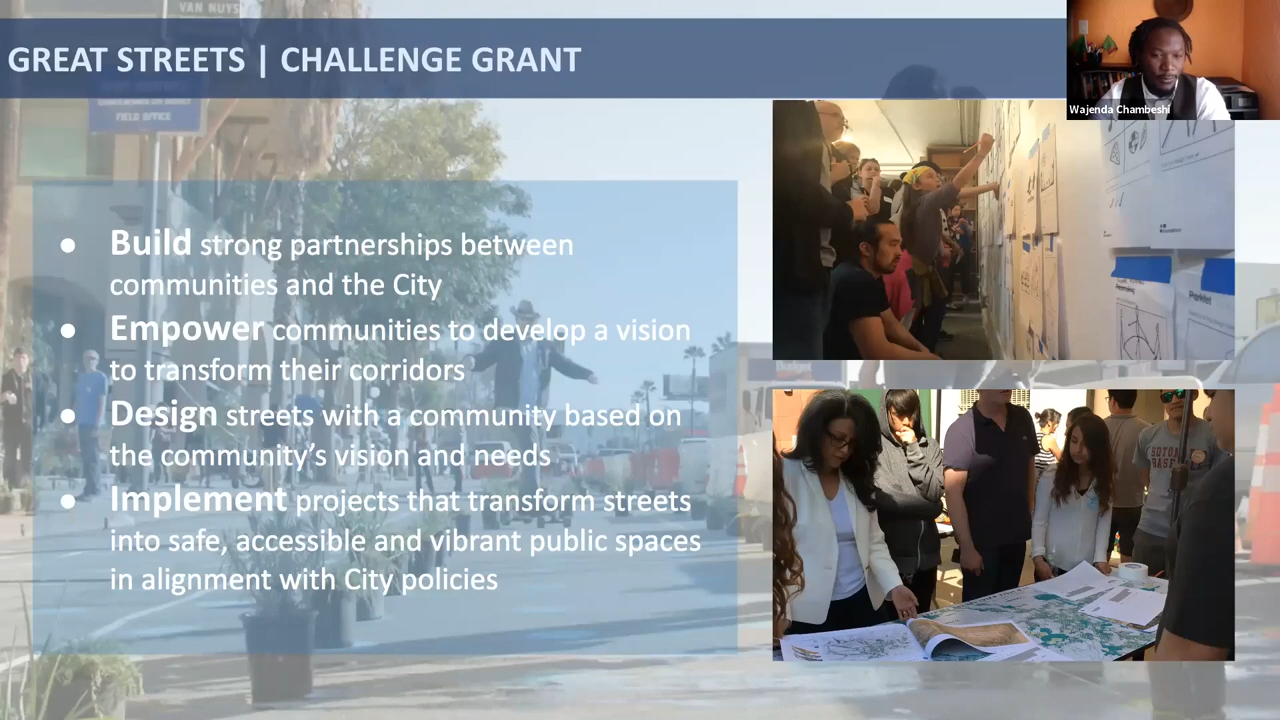 VAN NUYS
GREAT STREETS | CHALLENGE GRANT
Wajenda Chambeshi
FIELD OFFICE
● Build strong partnerships between
communities and the City
● Empower communities to develop a vision
to transform their corridors
● Design streets with a community based on
the community’s vision and needs
● Implement projects that transform streets
into safe, accessible and vibrant public spaces
in alignment with City policies
Budget
Parklet